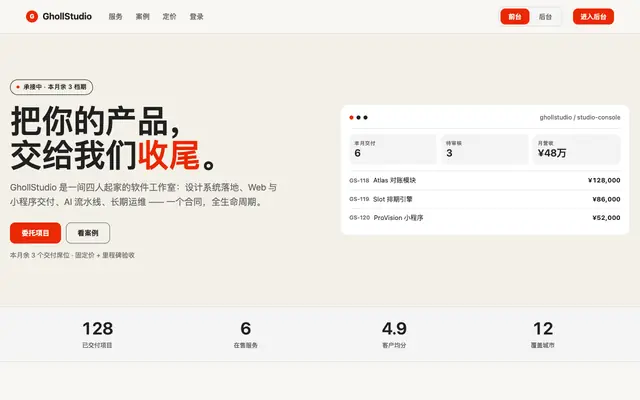 G GhollStudio 服务 案例 定价 登录 前台 后台 进入后台
承接中 · 本月余 3 档期
把你的产品，
交给我们收尾。
GhollStudio 是一间四人起家的软件工作室：设计系统落地、Web 与
小程序交付、AI 流水线、长期运维 —— 一个合同，全生命周期。
委托项目 看案例
本月余 3 个交付席位 · 固定价 + 里程碑验收
ghollstudio / studio-console
本月交付 待审核 月营收
6 3 ¥48万
GS-118 Atlas 对账模块 ¥128,000
GS-119 Slot 排期引擎 ¥86,000
GS-120 ProVision 小程序 ¥52,000
128 6 4.9 12
已交付项目 在售服务 客户均分 覆盖城市